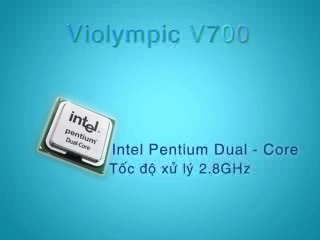 Violympic V700
intel
pentium
Dual-Core
Intel Pentium Dual - Core
Tốc độ xử lý 2.8GHz